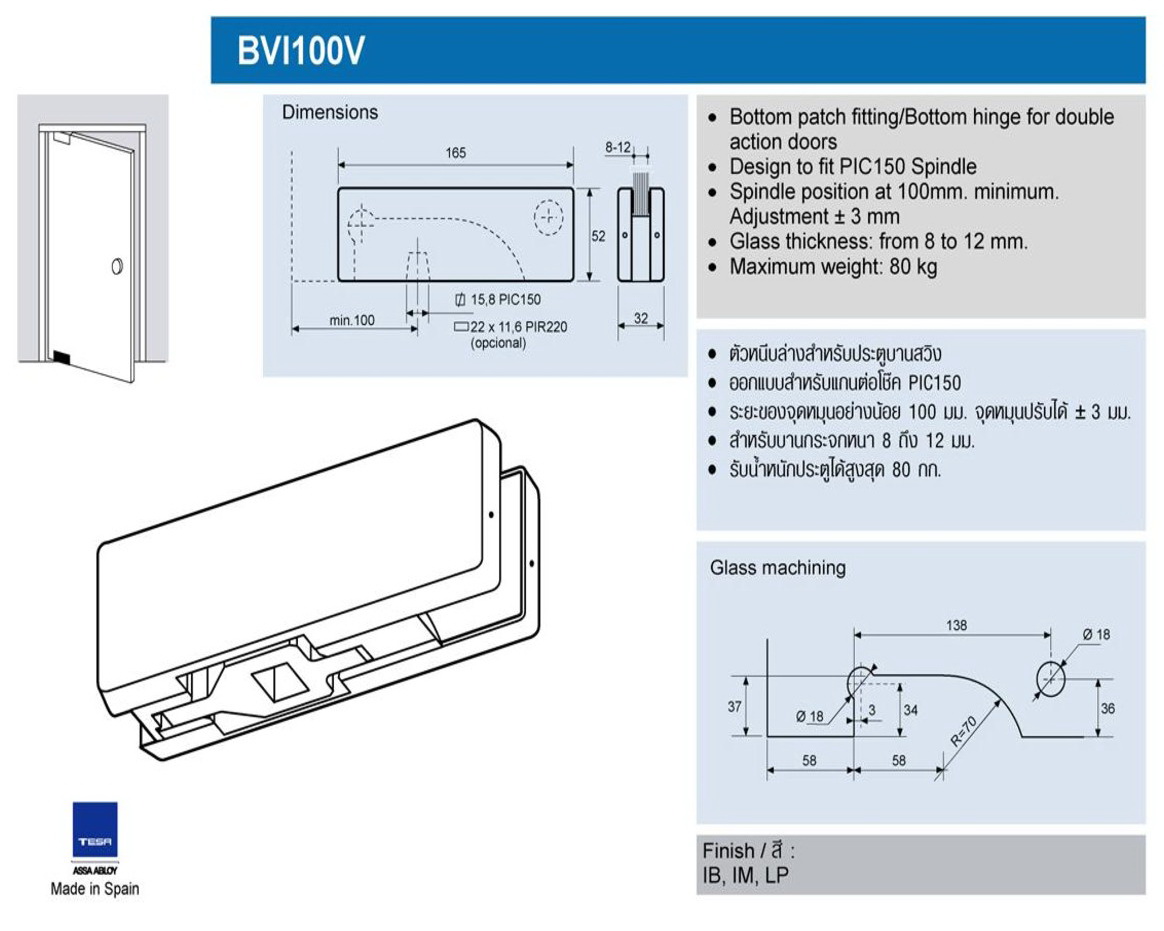 BVI100V
Dimensions
165
8-12
52
15,8 PIC150
22 x 11,6 PIR220
(opcional)
min.100
32
• Bottom patch fitting/Bottom hinge for double
action doors
• Design to fit PIC150 Spindle
• Spindle position at 100mm. minimum.
Adjustment ± 3 mm
• Glass thickness: from 8 to 12 mm.
• Maximum weight: 80 kg
• ตัวหนีบล่างสำหรับประตูบานสวิง
• ออกแบบสำหรับแกนต่อโช๊ค PIC150
• ระยะของจุดหมุนอย่างน้อย 100 มม. จุดหมุนปรับได้ ± 3 มม.
• สำหรับบานกระจกหนา 8 ถึง 12 มม.
• รับน้ำหนักประตูได้สูงสุด 80 กก.
Glass machining
138
Ø 18
37
Ø 18
3
34
36
R=70
58
58
TESA
ASSA ABLOY
Made in Spain
Finish / สี :
IB, IM, LP